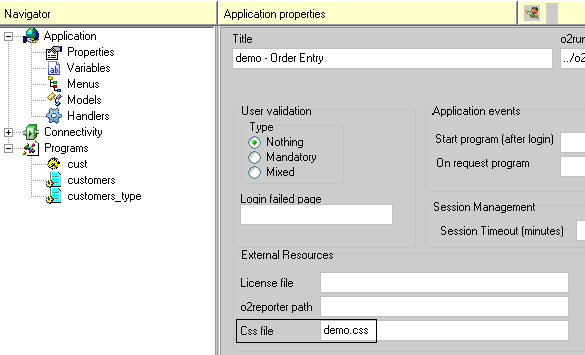 Navigator
Application
Properties
Variables
Menus
Models
Handlers
Connectivity
Programs
cust
customers
customers_type
Application properties
Title
o2run
demo - Order Entry
../o2
User validation
Type
Nothing
Mandatory
Mixed
Login failed page
Application events
Start program (after login)
On request program
Session Management
Session Timeout (minutes)
External Resources
License file
o2reporter path
Css file
demo.css